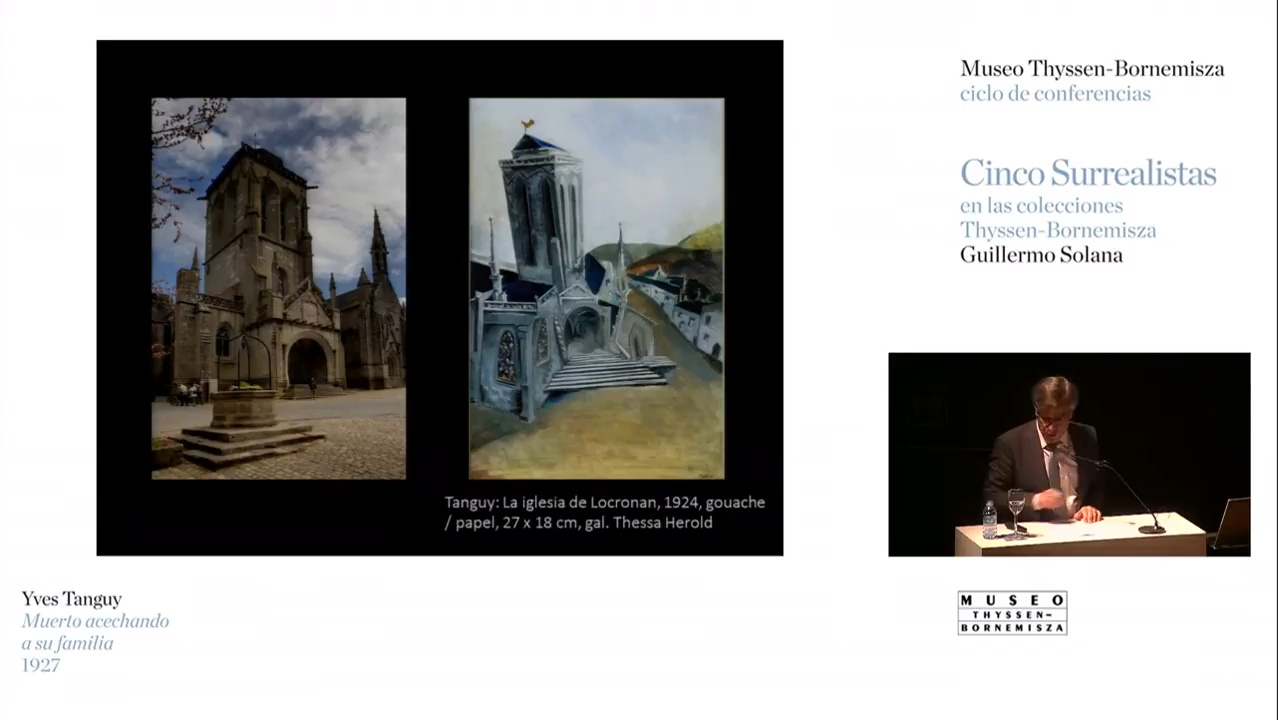 Museo Thyssen-Bornemisza
ciclo de conferencias
Cinco Surrealistas
en las colecciones
Thyssen-Bornemisza
Guillermo Solana
Tanguy: La iglesia de Locronan, 1924, gouache
/ papel, 27 x 18 cm, gal. Thessa Herold
Yves Tanguy
Muerto acechando
a su familia
1927
MUSEO
THYSSEN-
BORNEMISZA